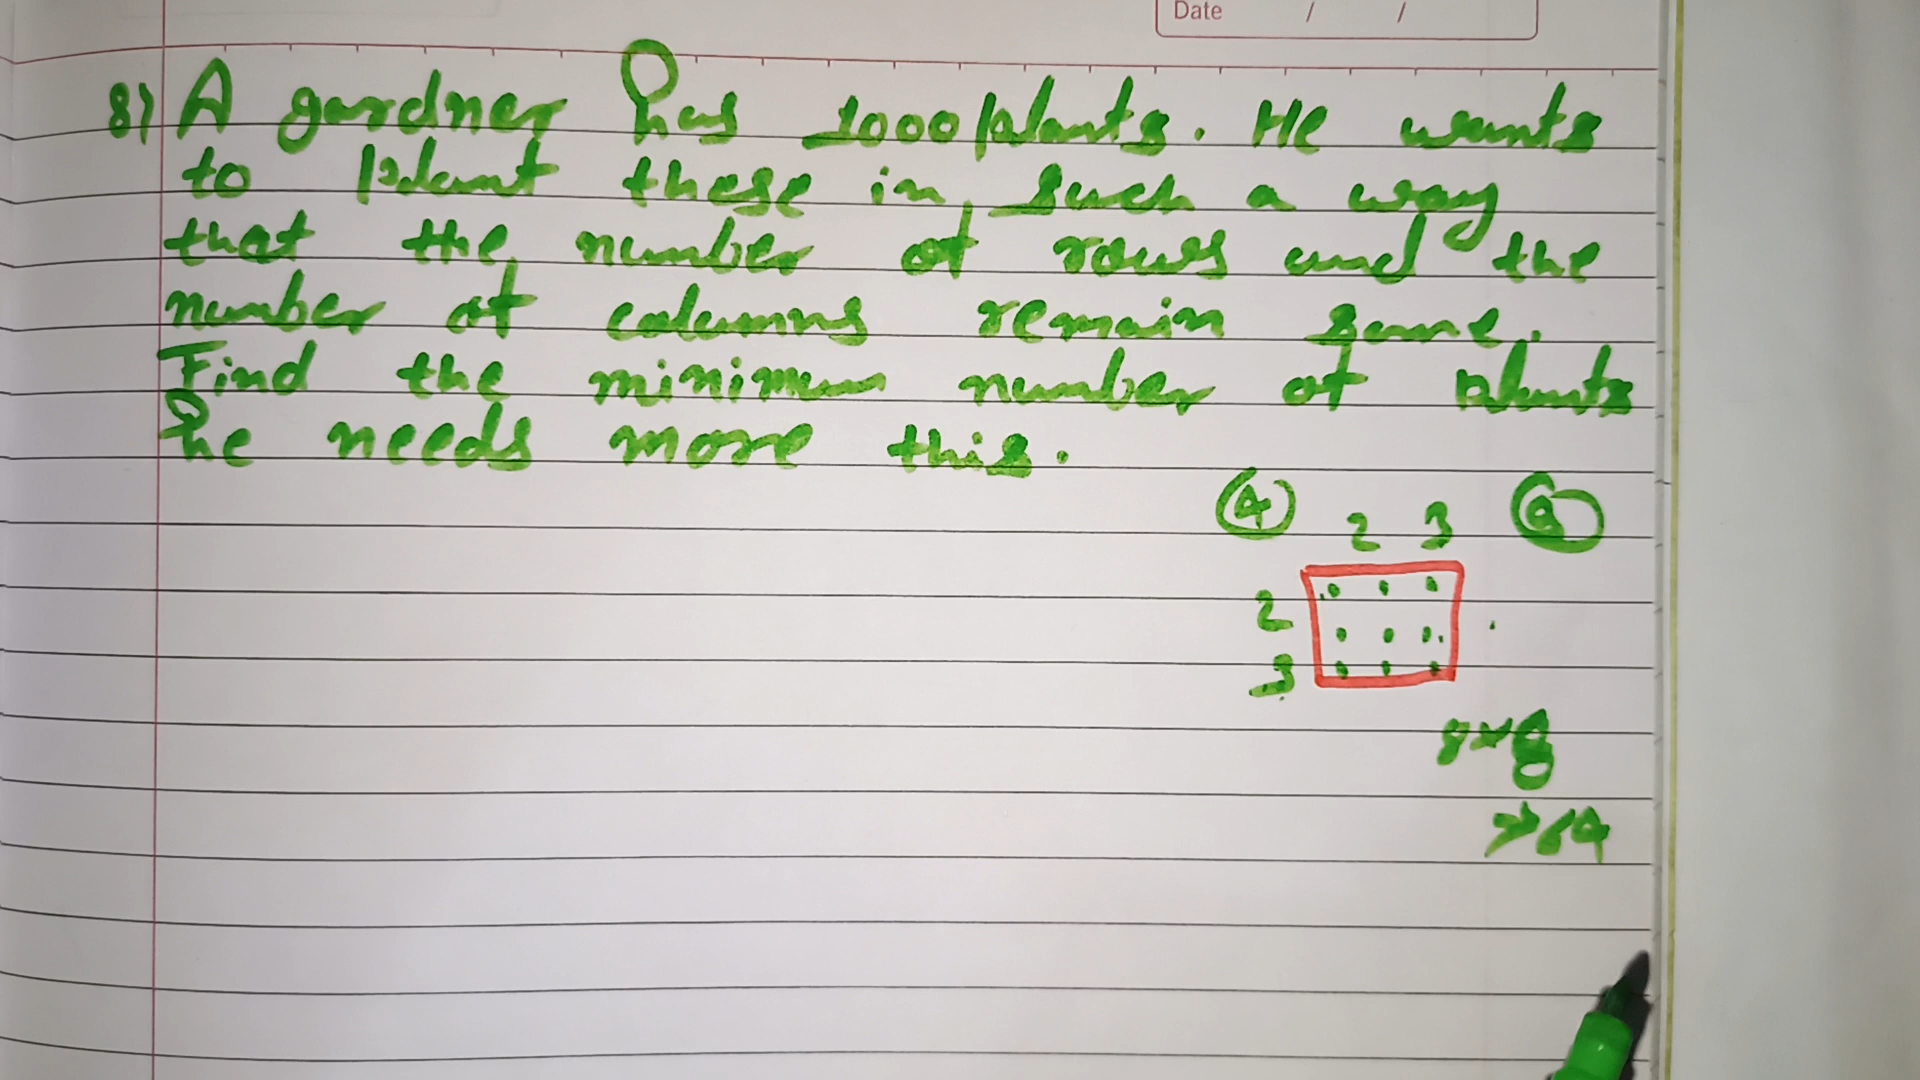 Date / /
8) A gardner has 1000 plants. He wants
to plant these in such a way
that the number of rows and the
number of columns remain same.
Find the minimum number of plants
he needs more this.
4 2 3 9
2
3
8×8
→64